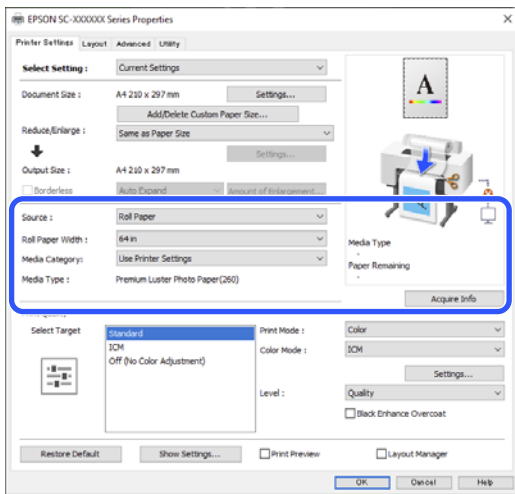 EPSON SC-XXXXXX Series Properties
Printer Settings Layout Advanced Utility
Select Setting : Current Settings
Document Size : A4 210 x 297 mm Settings...
Add/Delete Custom Paper Size...
Reduce/Enlarge : Same as Paper Size
Settings...
Output Size : A4 210 x 297 mm
Borderless Auto Expand Amount of Enlargement...
A
Source : Roll Paper
Roll Paper Width : 64 in
Media Category: Use Printer Settings
Media Type : Premium Luster Photo Paper(260)
Media Type
-
Paper Remaining
-
Acquire Info
Select Target
Standard
ICM
Off (No Color Adjustment)
Print Mode : Color
Color Mode : ICM
Settings...
Level : Quality
Black Enhance Overcoat
Restore Default Show Settings... Print Preview Layout Manager
OK Cancel Help